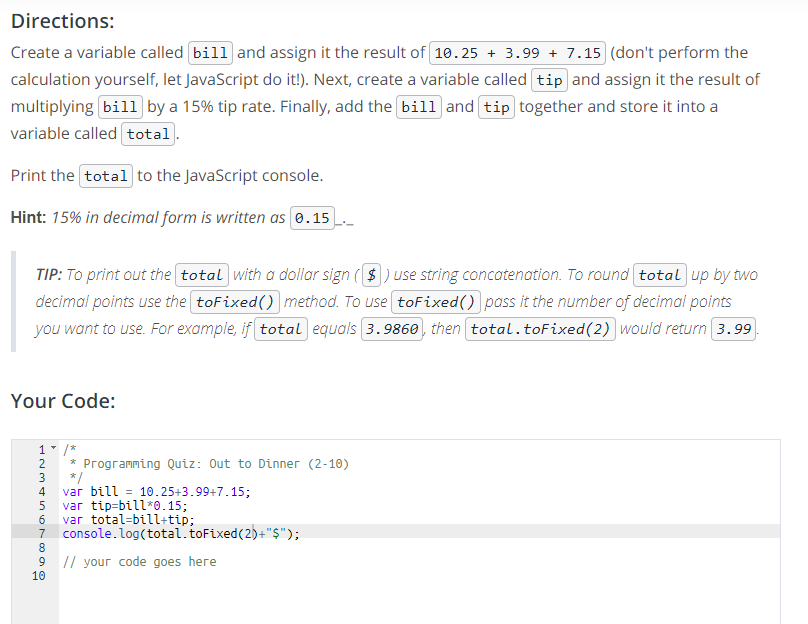 Directions:
Create a variable called bill and assign it the result of 10.25 + 3.99 + 7.15 (don't perform the
calculation yourself, let JavaScript do it!). Next, create a variable called tip and assign it the result of
multiplying bill by a 15% tip rate. Finally, add the bill and tip together and store it into a
variable called total.
Print the total to the JavaScript console.
Hint: 15% in decimal form is written as 0.15_._
TIP: To print out the total with a dollar sign ( $ ) use string concatenation. To round total up by two
decimal points use the toFixed() method. To use toFixed() pass it the number of decimal points
you want to use. For example, if total equals 3.9860, then total.toFixed(2) would return 3.99.
Your Code:
1 /*
2 * Programming Quiz: Out to Dinner (2-10)
3 */
4 var bill = 10.25+3.99+7.15;
5 var tip=bill*0.15;
6 var total=bill+tip;
7 console.log(total.toFixed(2)+"$");
8
9 // your code goes here
10